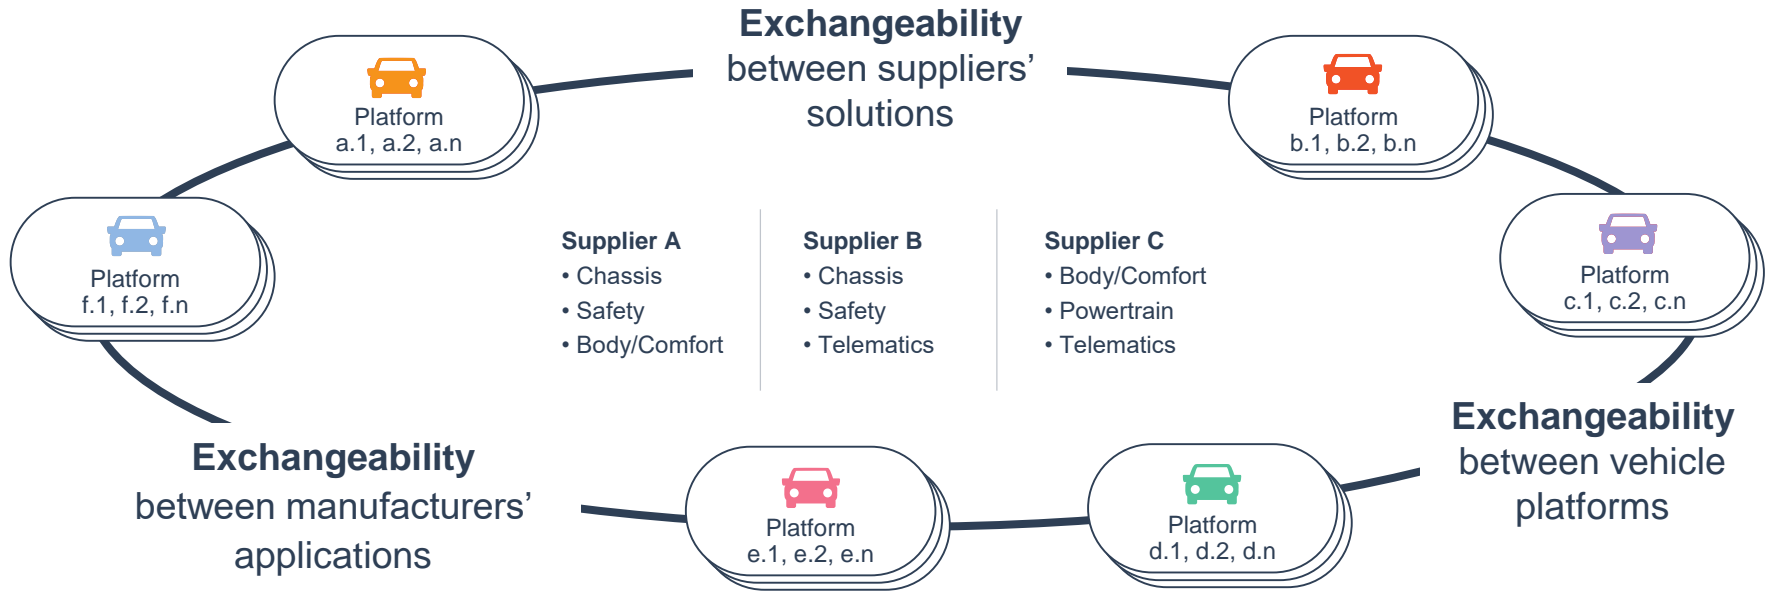 Exchangeability
between suppliers’
solutions
Platform
a.1, a.2, a.n
Platform
b.1, b.2, b.n
Platform
f.1, f.2, f.n
Platform
c.1, c.2, c.n
Supplier A
• Chassis
• Safety
• Body/Comfort
Supplier B
• Chassis
• Safety
• Telematics
Supplier C
• Body/Comfort
• Powertrain
• Telematics
Exchangeability
between manufacturers’
applications
Platform
e.1, e.2, e.n
Platform
d.1, d.2, d.n
Exchangeability
between vehicle
platforms